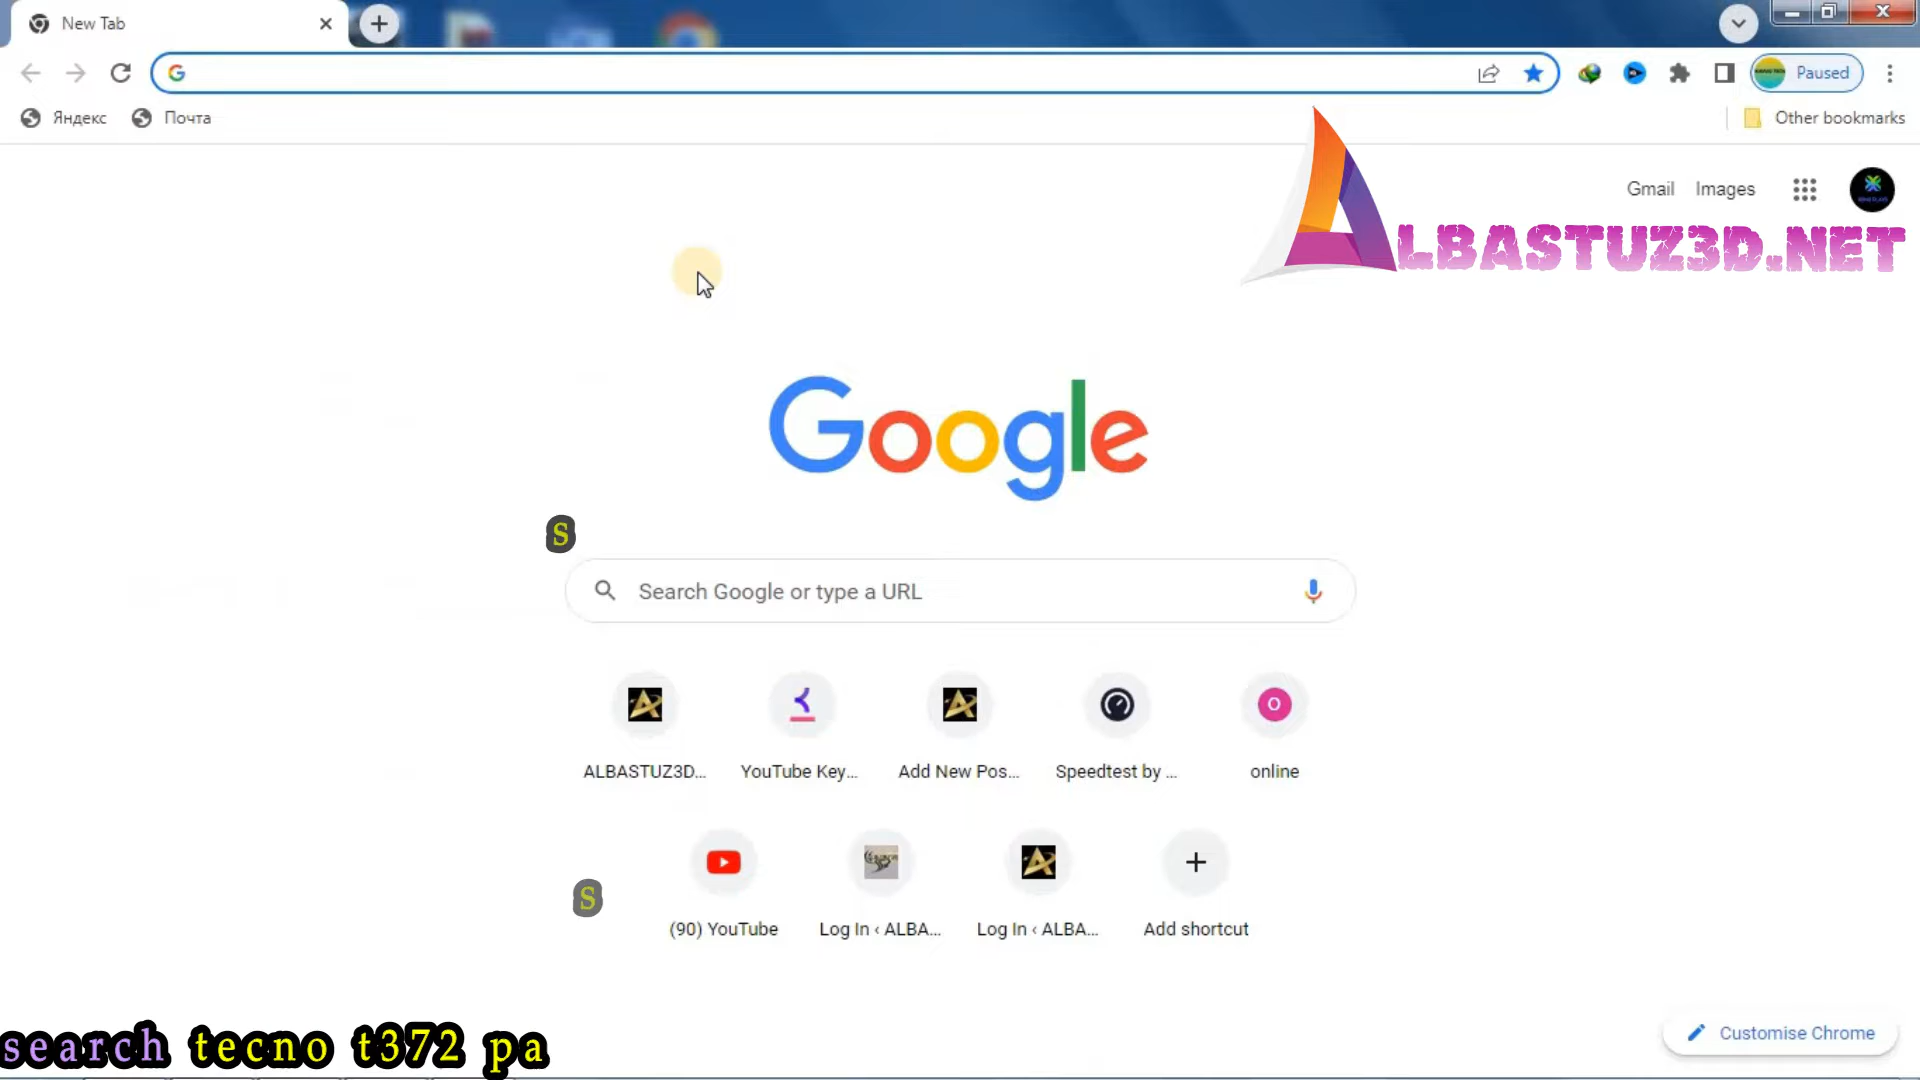 New Tab
Paused
Яндекс
Почта
Other bookmarks
Gmail
Images
ALBASTUZ3D.NET
Google
S
Search Google or type a URL
ALBASTUZ3D...
YouTube Key...
Add New Pos...
Speedtest by ...
O
online
S
(90) YouTube
Log In ‹ ALBA...
Log In ‹ ALBA...
Add shortcut
search tecno t372 pa
Customise Chrome